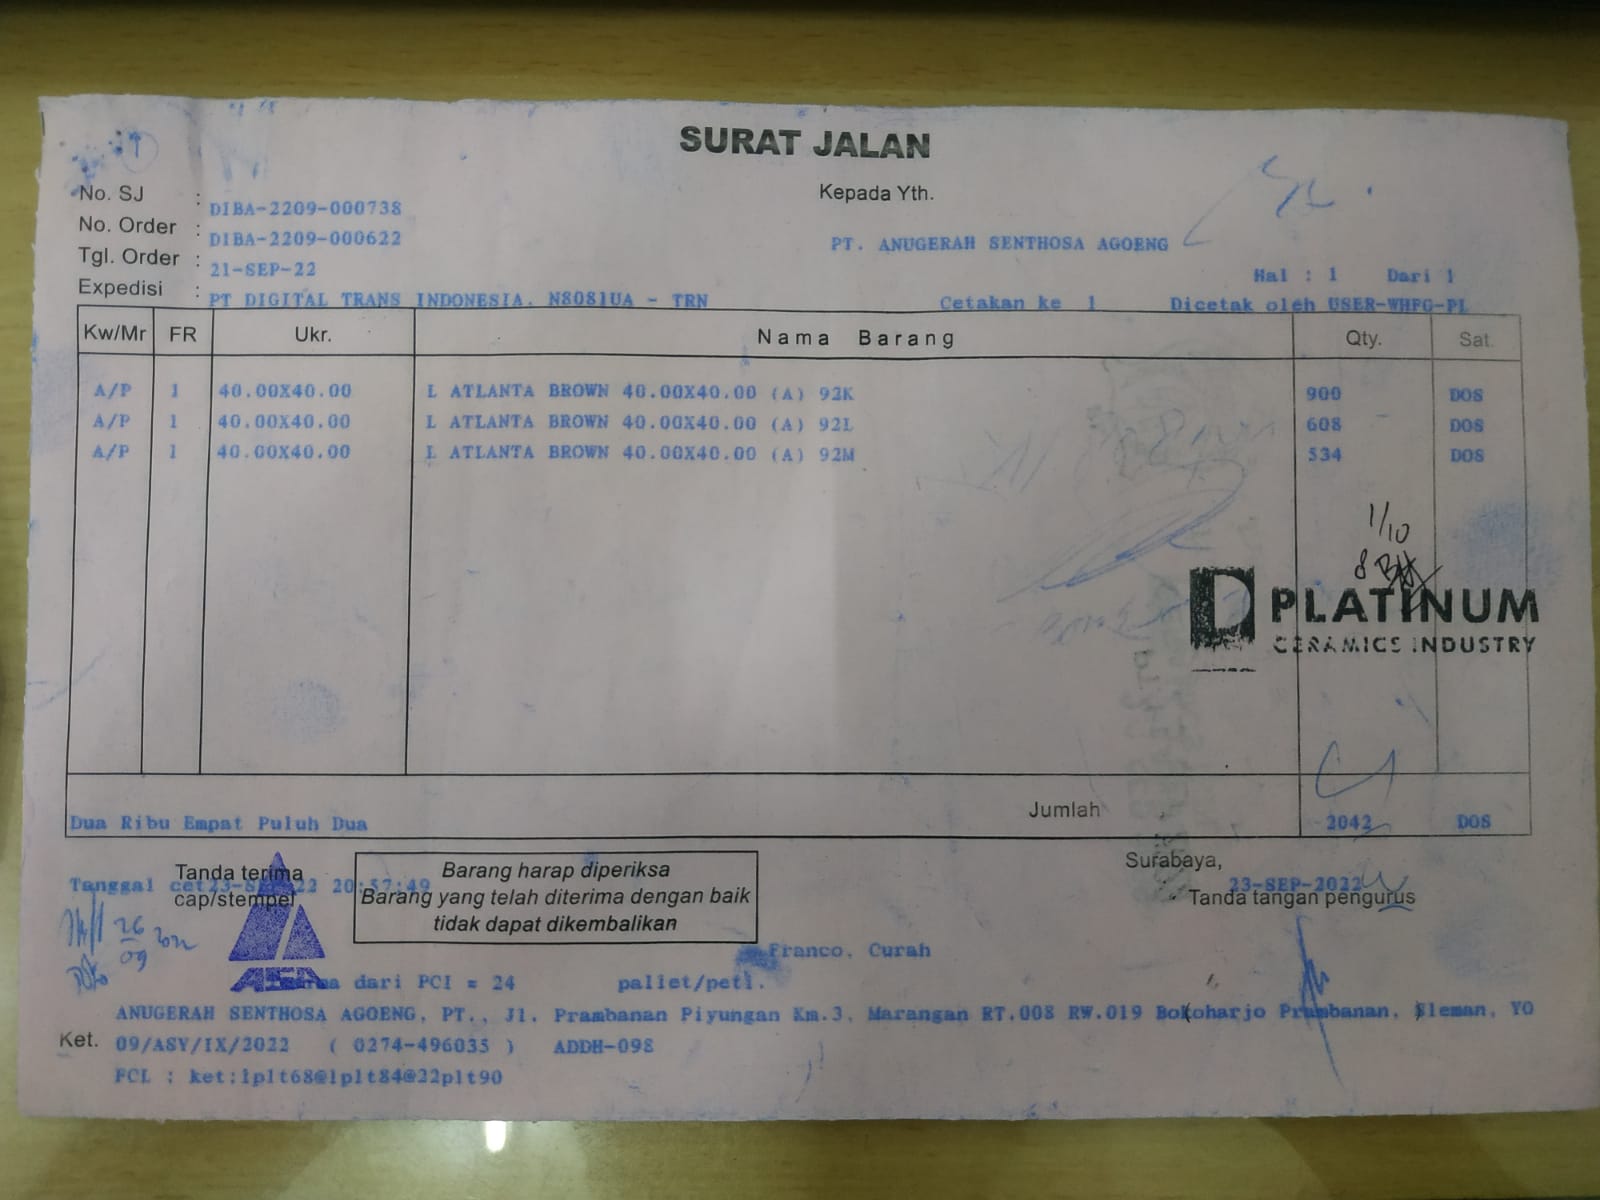 SURAT JALAN
No. SJ : DIBA-2209-000738
Kepada Yth.
No. Order : DIBA-2209-000622
PT. ANUGERAH SENTHOSA AGOENG
Tgl. Order : 21-SEP-22
Hal : 1 Dari 1
Expedisi : PT DIGITAL TRANS INDONESIA. N8081UA - TRN
Cetakan ke 1 Dicetak oleh USER-WHFG-PL
Kw/Mr FR Ukr. Nama Barang Qty. Sat.
A/P 1 40.00X40.00 L ATLANTA BROWN 40.00X40.00 (A) 92K 900 DOS
A/P 1 40.00X40.00 L ATLANTA BROWN 40.00X40.00 (A) 92L 608 DOS
A/P 1 40.00X40.00 L ATLANTA BROWN 40.00X40.00 (A) 92M 534 DOS
1/10
8
PLATINUM
CERAMICS INDUSTRY
Jumlah
Dua Ribu Empat Puluh Dua 2042 DOS
Tanda terima
cap/stempel
Tanggal cet 23-SEP-22 20:57:49
26
09 2022
Barang harap diperiksa
Barang yang telah diterima dengan baik
tidak dapat dikembalikan
Surabaya,
23-SEP-2022
Tanda tangan pengurus
Franco, Curah
dari PCI = 24 pallet/peti.
ANUGERAH SENTHOSA AGOENG, PT., Jl. Prambanan Piyungan Km.3, Marangan RT.008 RW.019 Bokoharjo Prambanan, Sleman, YO
Ket. 09/ASY/IX/2022 ( 0274-496035 ) ADDH-098
FCL ; ket:1plt68@1plt84@22plt90